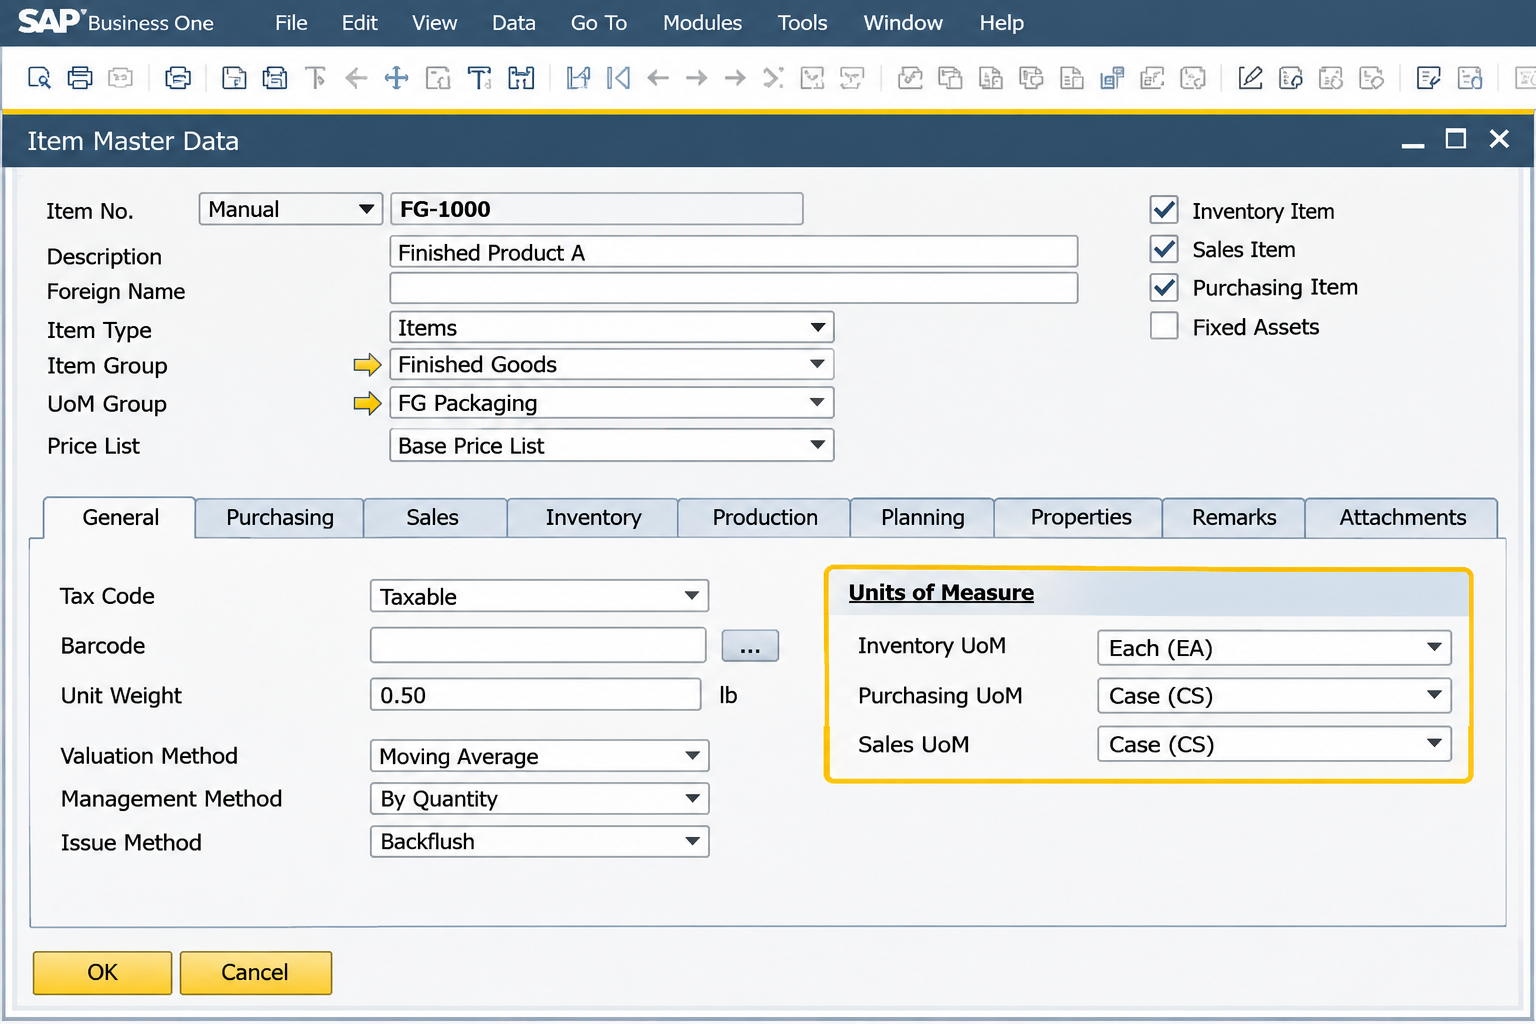 SAP Business One File Edit View Data Go To Modules Tools Window Help
Item Master Data
Item No. Manual FG-1000
Description Finished Product A
Foreign Name
Item Type Items
Item Group Finished Goods
UoM Group FG Packaging
Price List Base Price List
Inventory Item
Sales Item
Purchasing Item
Fixed Assets
General Purchasing Sales Inventory Production Planning Properties Remarks Attachments
Tax Code Taxable
Barcode ...
Unit Weight 0.50 lb
Valuation Method Moving Average
Management Method By Quantity
Issue Method Backflush
Units of Measure
Inventory UoM Each (EA)
Purchasing UoM Case (CS)
Sales UoM Case (CS)
OK Cancel